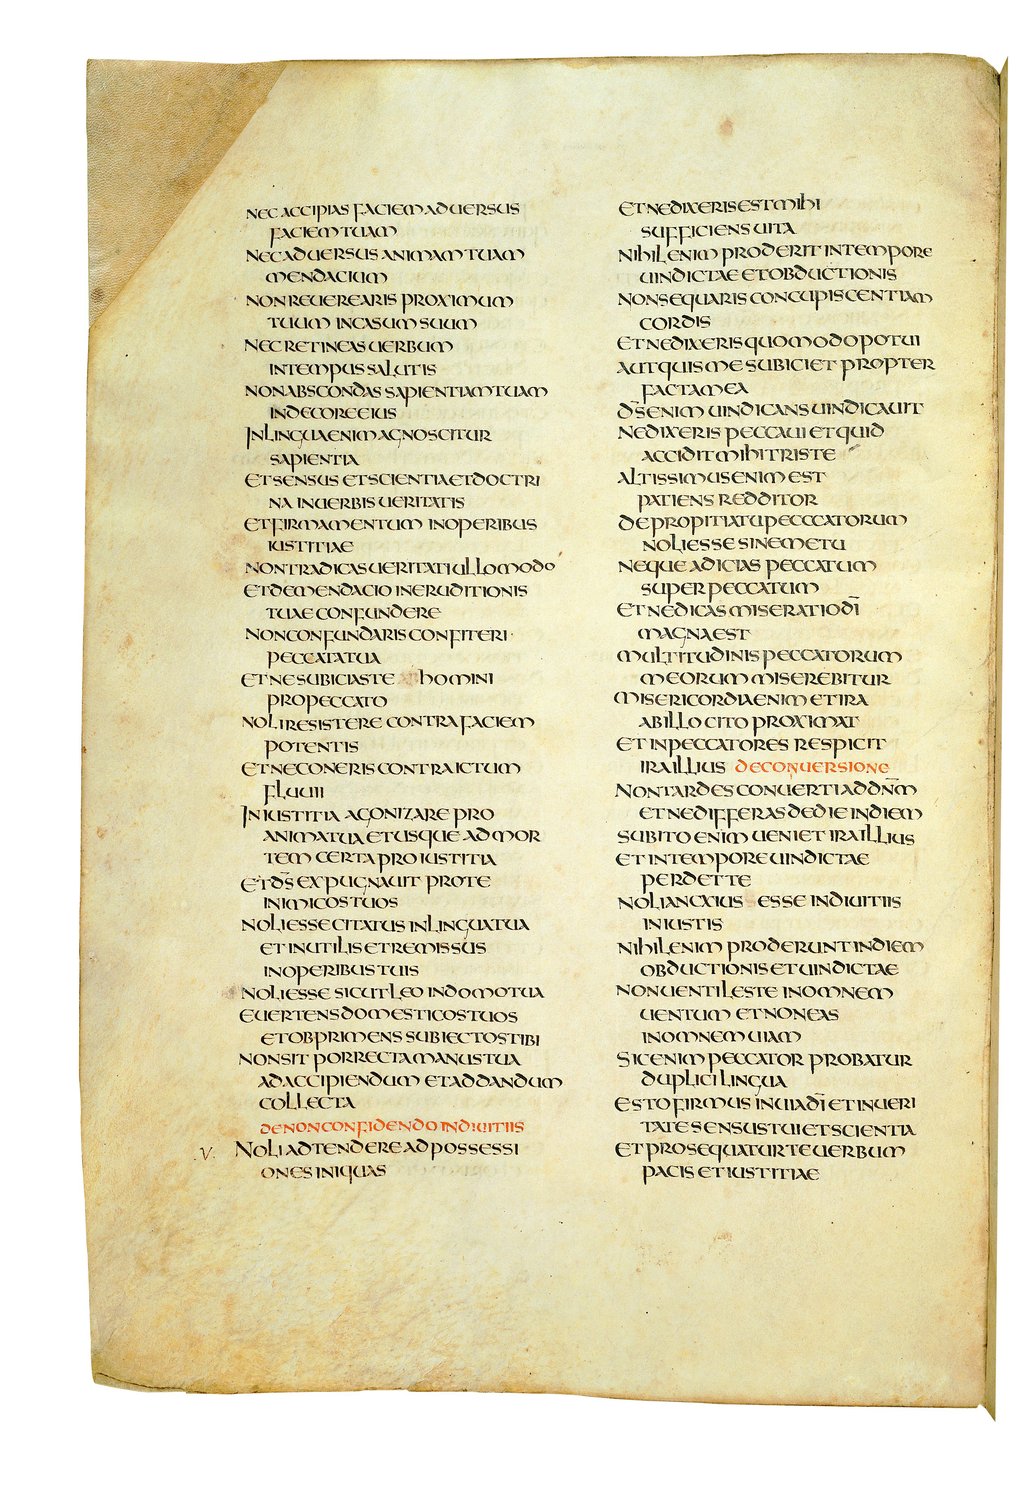 NEC ACCIPIAS FACIEM ADUERSUS
FACIEM TUAM
NEC ADUERSUS ANIMAM TUAM
MENDACIUM
NON REUEREARIS PROXIMUM
TUUM IN CASUM SUUM
NEC RETINEAS UERBUM
IN TEMPUS SALUTIS
NON ABSCONDAS SAPIENTIAM TUAM
IN DECORE EIUS
IN LINGUA ENIM AGNOSCITUR
SAPIENTIA
ET SENSUS ET SCIENTIA ET DOCTRI
NA IN UERBIS UERITATIS
ET FIRMAMENTUM IN OPERIBUS
IUSTITIAE
NON TRADICAS UERITATI ULLO MODO
ET DE MENDACIO INERUDITIONIS
TUAE CONFUNDERE
NON CONFUNDARIS CONFITERI
PECCATA TUA
ET NE SUBICIAS TE HOMINI
PRO PECCATO
NOLI RESISTERE CONTRA FACIEM
POTENTIS
ET NE CONERIS CONTRA ICTUM
FLUUII
IN IUSTITIA AGONIZARE PRO
ANIMA TUA ET USQUE AD MOR
TEM CERTA PRO IUSTITIA
ET D̄S EXPUGNAUIT PRO TE
INIMICOS TUOS
NOLI ESSE CITATUS IN LINGUA TUA
ET INUTILIS ET REMISSUS
IN OPERIBUS TUIS
NOLI ESSE SICUT LEO IN DOMO TUA
EUERTENS DOMESTICOS TUOS
ET OBPRIMENS SUBIECTOS TIBI
NON SIT PORRECTA MANUS TUA
AD ACCIPIENDUM ET AD DANDUM
COLLECTA
DE NON CONFIDENDO IN DIUITIIS
.V. NOLI ADTENDERE AD POSSESSI
ONES INIQUAS
ET NE DIXERIS EST MIHI
SUFFICIENS UITA
NIHIL ENIM PRODERIT IN TEMPORE
UINDICTAE ET OBDUCTIONIS
NON SEQUARIS CONCUPISCENTIAM
CORDIS
ET NE DIXERIS QUOMODO POTUI
AUT QUIS ME SUBICIET PROPTER
FACTA MEA
D̄S ENIM UINDICANS UINDICAUIT
NE DIXERIS PECCAUI ET QUID
ACCIDIT MIHI TRISTE
ALTISSIMUS ENIM EST
PATIENS REDDITOR
DE PROPITIATU PECCCATORUM
NOLI ESSE SINE METU
NEQUE ADICIAS PECCATUM
SUPER PECCATUM
ET NE DICAS MISERATIO D̄I
MAGNA EST
MULTITUDINIS PECCATORUM
MEORUM MISEREBITUR
MISERICORDIA ENIM ET IRA
AB ILLO CITO PROXIMAT
ET IN PECCATORES RESPICIT
IRA ILLIUS DE CONUERSIONE
NON TARDES CONUERTI AD DN̄M
ET NE DIFFERAS DE DIE IN DIEM
SUBITO ENIM UENIET IRA ILLIUS
ET IN TEMPORE UINDICTAE
PERDET TE
NOLI ANCXIUS ESSE IN DIUITIIS
INIUSTIS
NIHIL ENIM PRODERUNT IN DIEM
OBDUCTIONIS ET UINDICTAE
NON UENTILES TE IN OMNEM
UENTUM ET NON EAS
IN OMNEM UIAM
SIC ENIM PECCATOR PROBATUR
DUPLICI LINGUA
ESTO FIRMUS IN UIA D̄I ET IN UERI
TATE SENSUS TUI ET SCIENTIA
ET PROSEQUATUR TE UERBUM
PACIS ET IUSTITIAE